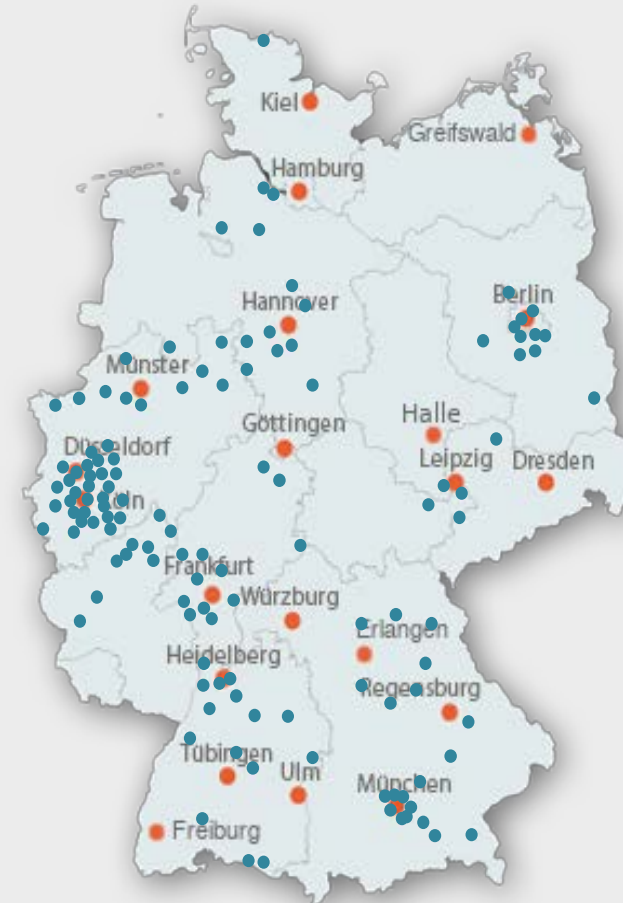 Kiel
Greifswald
Hamburg
Hannover
Berlin
Münster
Göttingen
Halle
Düsseldorf
Leipzig
Dresden
Köln
Frankfurt
Würzburg
Erlangen
Heidelberg
Regensburg
Tübingen
Ulm
München
Freiburg